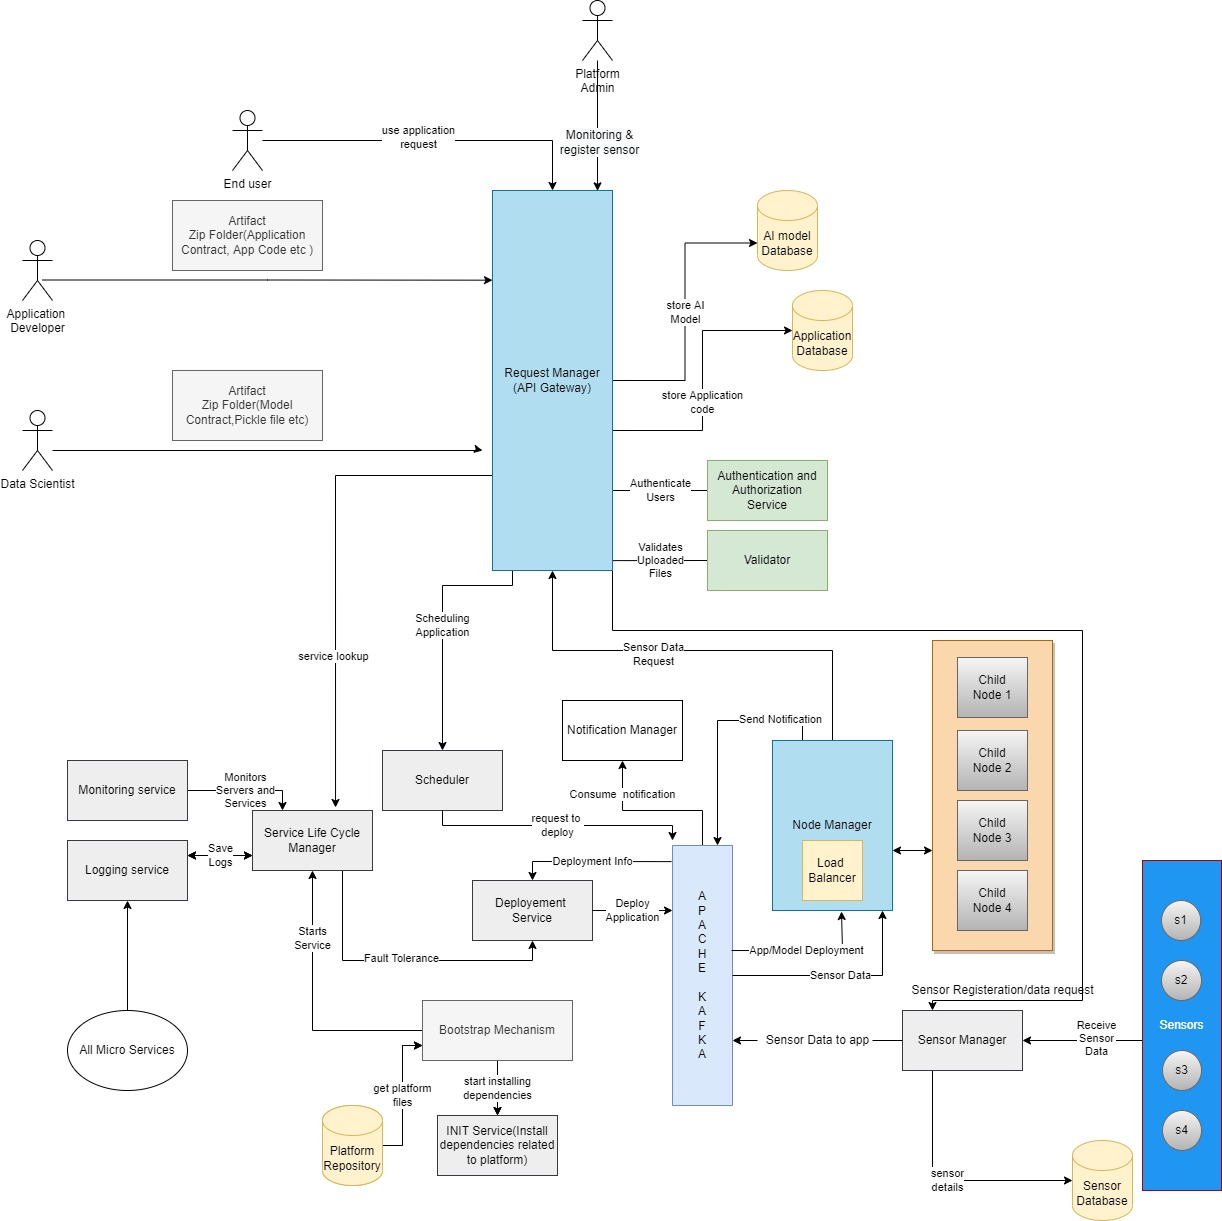 Platform
Admin
Monitoring &
register sensor
use application
request
End user
Artifact
Zip Folder(Application
Contract, App Code etc )
Application
Developer
Artifact
Zip Folder(Model
Contract,Pickle file etc)
Data Scientist
Request Manager
(API Gateway)
AI model
Database
store AI
Model
Application
Database
store Application
code
Authenticate
Users
Authentication and
Authorization
Service
Validates
Uploaded
Files
Validator
Scheduling
Application
service lookup
Sensor Data
Request
Child
Node 1
Child
Node 2
Child
Node 3
Child
Node 4
Notification Manager
Send Notification
Consume notification
Scheduler
request to
deploy
Monitoring service
Monitors
Servers and
Services
Service Life Cycle
Manager
Logging service
Save
Logs
Node Manager
Load
Balancer
Deployment Info
Deployement
Service
Deploy
Application
A
P
A
C
H
E
K
A
F
K
A
App/Model Deployment
Sensor Data
Starts
Service
Fault Tolerance
s1
s2
Sensors
s3
s4
Sensor Registeration/data request
Sensor Manager
Receive
Sensor
Data
Sensor Data to app
All Micro Services
Bootstrap Mechanism
get platform
files
start installing
dependencies
Platform
Repository
INIT Service(Install
dependencies related
to platform)
sensor
details
Sensor
Database